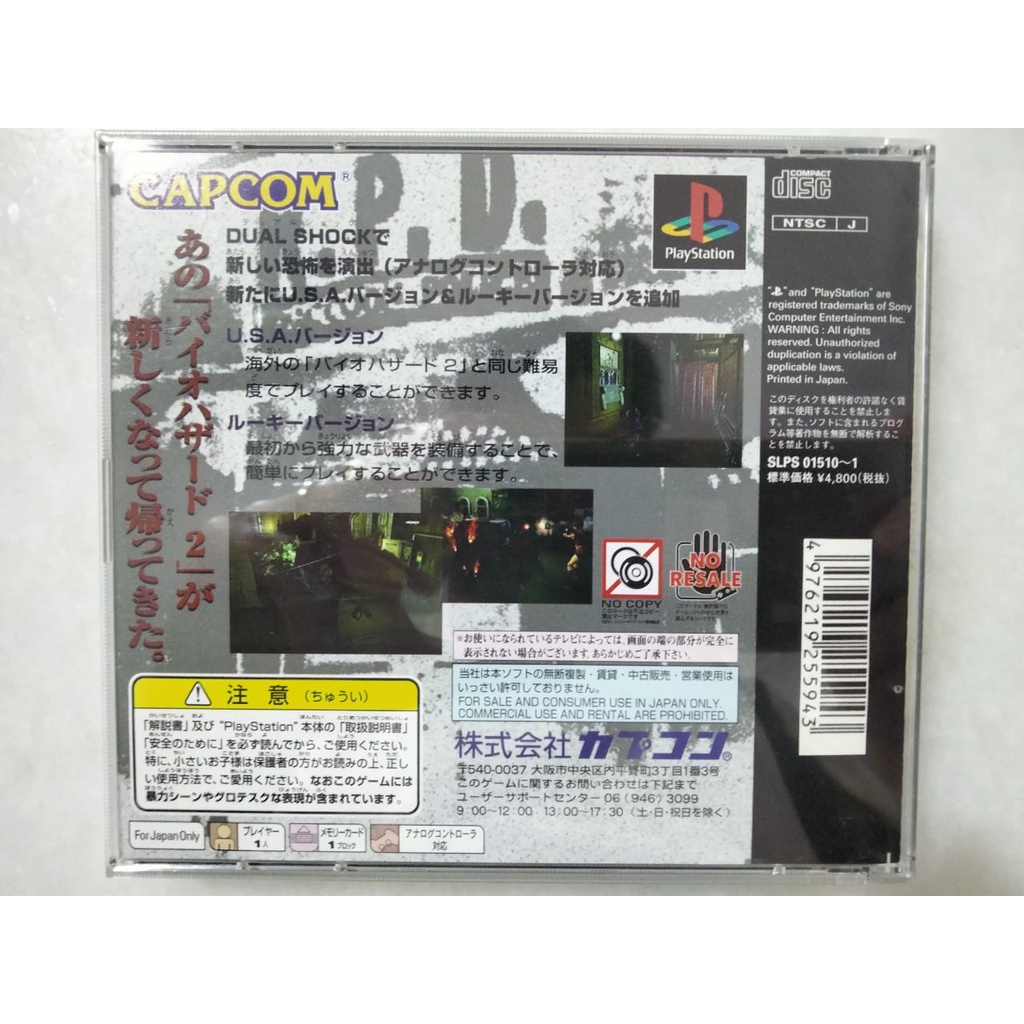 CAPCOM®
あの「バイオハザード 2」が
新しくなって帰ってきた。
DUAL SHOCKで
新しい恐怖を演出（アナログコントローラ対応）
新たにU.S.A.バージョン&ルーキーバージョンを追加
U.S.A.バージョン
海外の「バイオハザード 2」と同じ難易
度でプレイすることができます。
ルーキーバージョン
最初から強力な武器を装備することで、
簡単にプレイすることができます。
P.D.
PlayStation
COMPACT
disc
NTSC J
" " and "PlayStation" are
registered trademarks of Sony
Computer Entertainment Inc.
WARNING : All rights
reserved. Unauthorized
duplication is a violation of
applicable laws.
Printed in Japan.
このディスクを権利者の許諾なく賃
貸業に使用することを禁止しま
す。また、ソフトに含まれるプログ
ラム等著作物を無断で解析するこ
とを禁止します。
SLPS 01510〜1
標準価格 ¥4,800(税抜)
4976219255943
NO COPY
NO
RESALE
*お使いになられているテレビによっては、画面の端の部分が完全に
表示されない場合がございます。あらかじめご了承下さい。
当社は本ソフトの無断複製・賃貸・中古販売・営業使用は
いっさい許可しておりません。
FOR SALE AND CONSUMER USE IN JAPAN ONLY.
COMMERCIAL USE AND RENTAL ARE PROHIBITED.
株式会社 カプコン®
〒540-0037 大阪市中央区内平野町3丁目1番3号
このゲームに関するお問い合わせは下記まで
ユーザーサポートセンター 06 (946) 3099
9:00〜12:00 13:00〜17:30（土・日・祝日を除く）
注意（ちゅうい）
「解説書」及び "PlayStation" 本体の「取扱説明書」
「安全のために」を必ず読んでから、ご使用ください。
特に、小さいお子様は保護者の方がお読みの上、正し
い使用方法で、ご愛用ください。なおこのゲームには
暴力シーンやグロテスクな表現が含まれています。
For Japan Only
プレイヤー
1人
メモリーカード
1ブロック
アナログコントローラ
対応